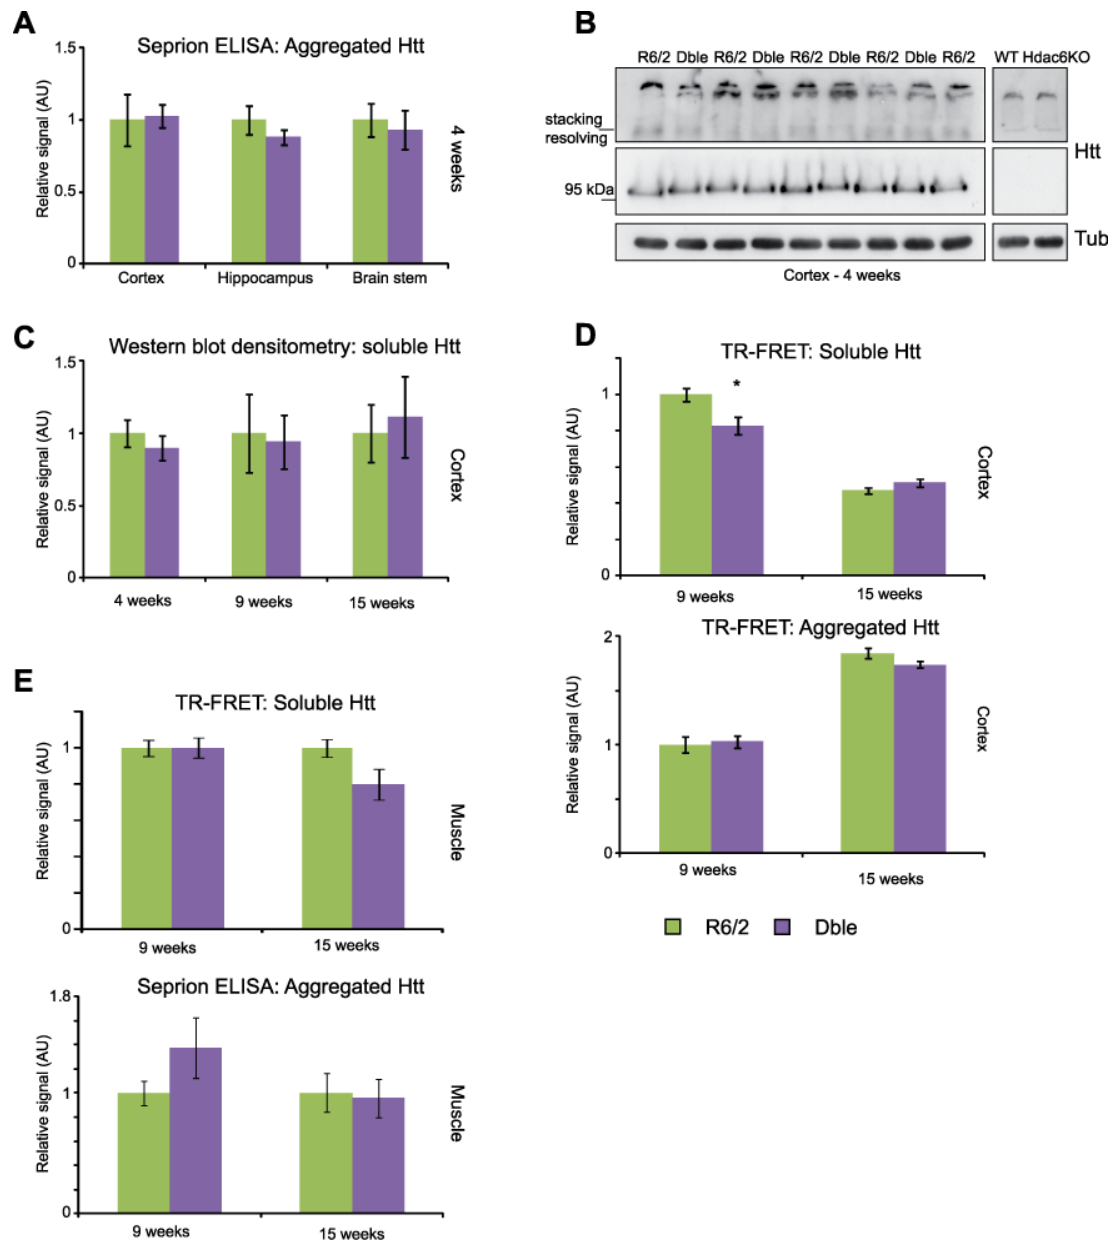 A
Seprion ELISA: Aggregated Htt
1.5
1
0.5
0
Relative signal (AU)
Cortex Hippocampus Brain stem
4 weeks
B
R6/2 Dble R6/2 Dble R6/2 Dble R6/2 Dble R6/2 WT Hdac6KO
stacking
resolving
Htt
95 kDa
Tub
Cortex - 4 weeks
C
Western blot densitometry: soluble Htt
1.5
1
0.5
0
Relative signal (AU)
4 weeks 9 weeks 15 weeks
Cortex
D
TR-FRET: Soluble Htt
*
1
0
Relative signal (AU)
9 weeks 15 weeks
Cortex
TR-FRET: Aggregated Htt
2
1
0
Relative signal (AU)
9 weeks 15 weeks
Cortex
R6/2 Dble
E
TR-FRET: Soluble Htt
1
0
Relative signal (AU)
9 weeks 15 weeks
Muscle
Seprion ELISA: Aggregated Htt
1.8
1
0
Relative signal (AU)
9 weeks 15 weeks
Muscle